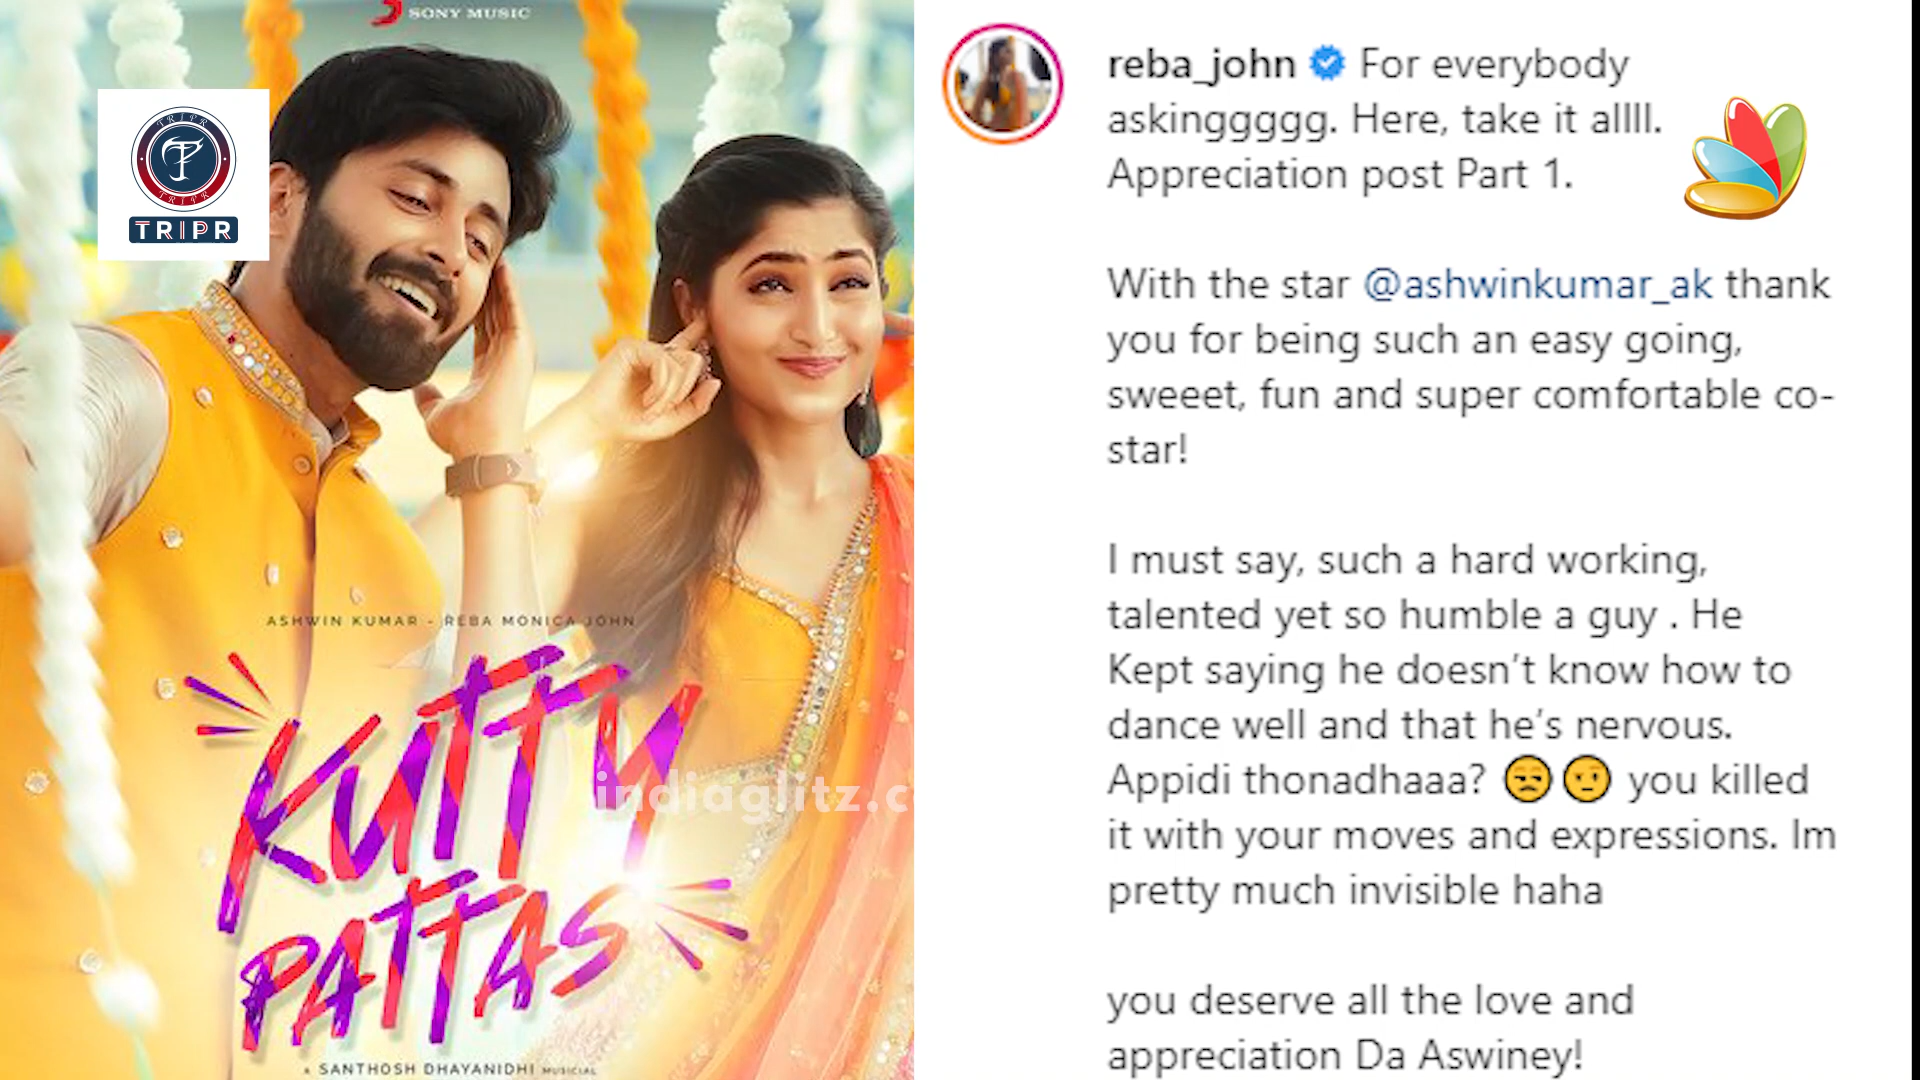 SONY MUSIC
TRIPR
TRIPR
TRIPR
ASHWIN KUMAR - REBA MONICA JOHN
KUTTY
PATTAS
indiaglitz.c
A SANTHOSH DHAYANIDHI MUSICIAL
reba_john For everybody
askinggggg. Here, take it allll.
Appreciation post Part 1.
With the star @ashwinkumar_ak thank
you for being such an easy going,
sweeet, fun and super comfortable co-
star!
I must say, such a hard working,
talented yet so humble a guy . He
Kept saying he doesn’t know how to
dance well and that he’s nervous.
Appidi thonadhaaa? 😒🤨 you killed
it with your moves and expressions. Im
pretty much invisible haha
you deserve all the love and
appreciation Da Aswiney!